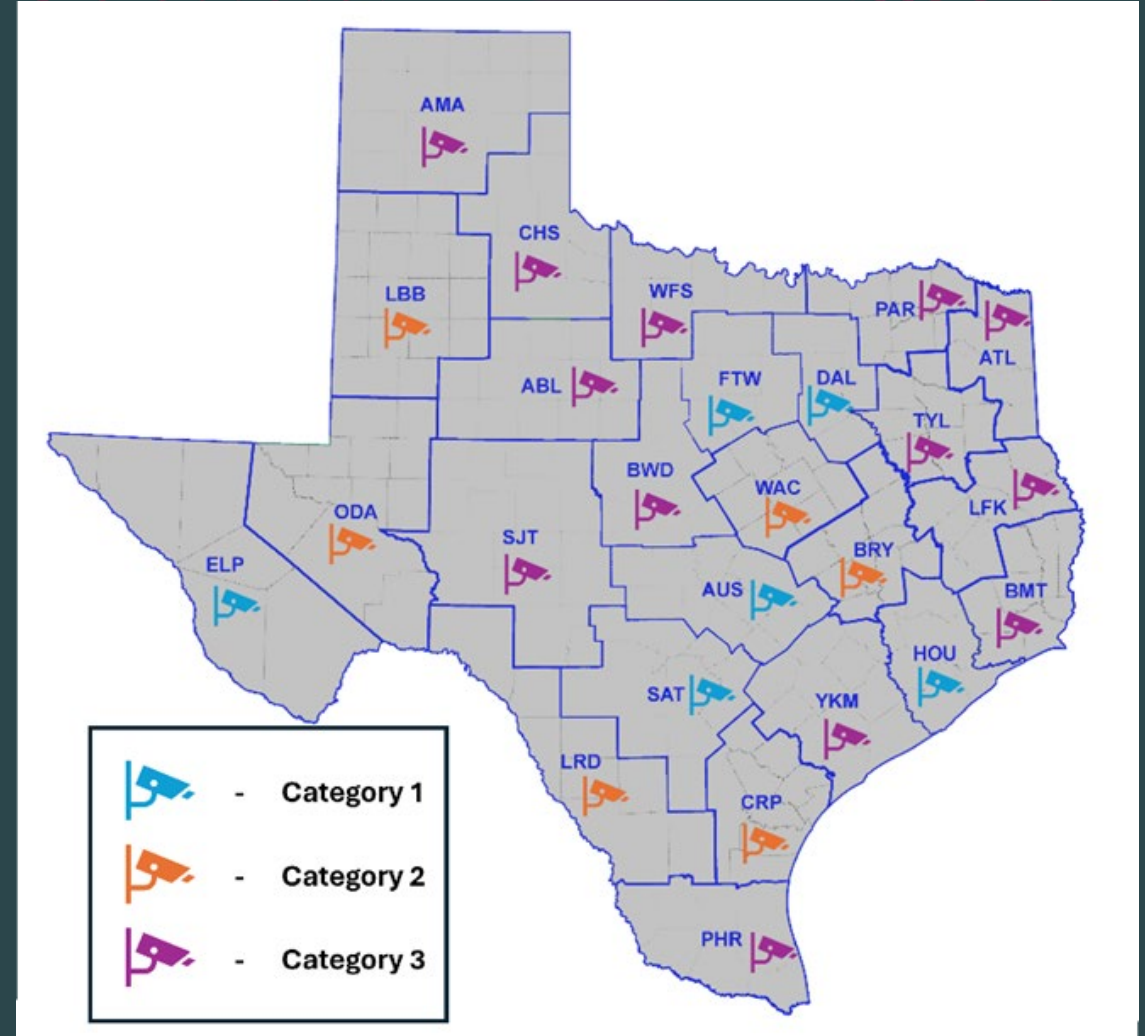 AMA
CHS
LBB
WFS
PAR
ATL
ABL
FTW
DAL
TYL
BWD
WAC
LFK
ODA
SJT
BRY
ELP
AUS
BMT
HOU
SAT
YKM
LRD
CRP
PHR
- Category 1
- Category 2
- Category 3